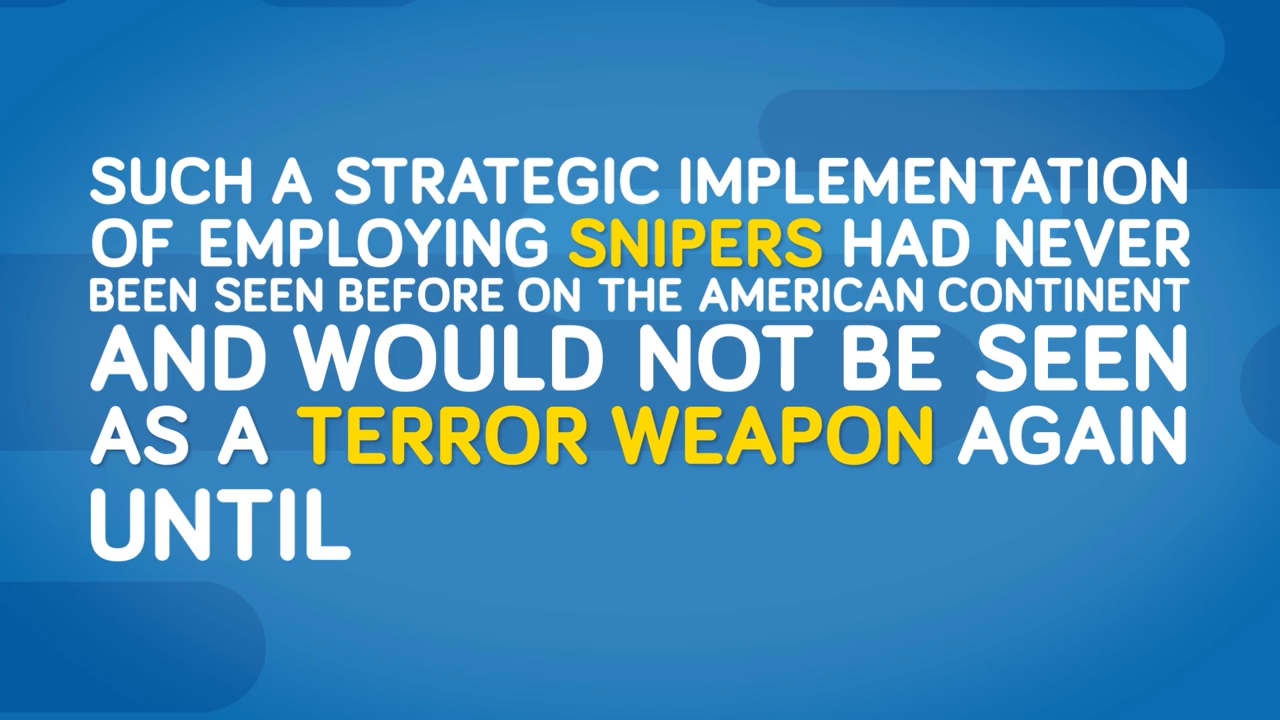 SUCH A STRATEGIC IMPLEMENTATION
OF EMPLOYING SNIPERS HAD NEVER
BEEN SEEN BEFORE ON THE AMERICAN CONTINENT
AND WOULD NOT BE SEEN
AS A TERROR WEAPON AGAIN
UNTIL